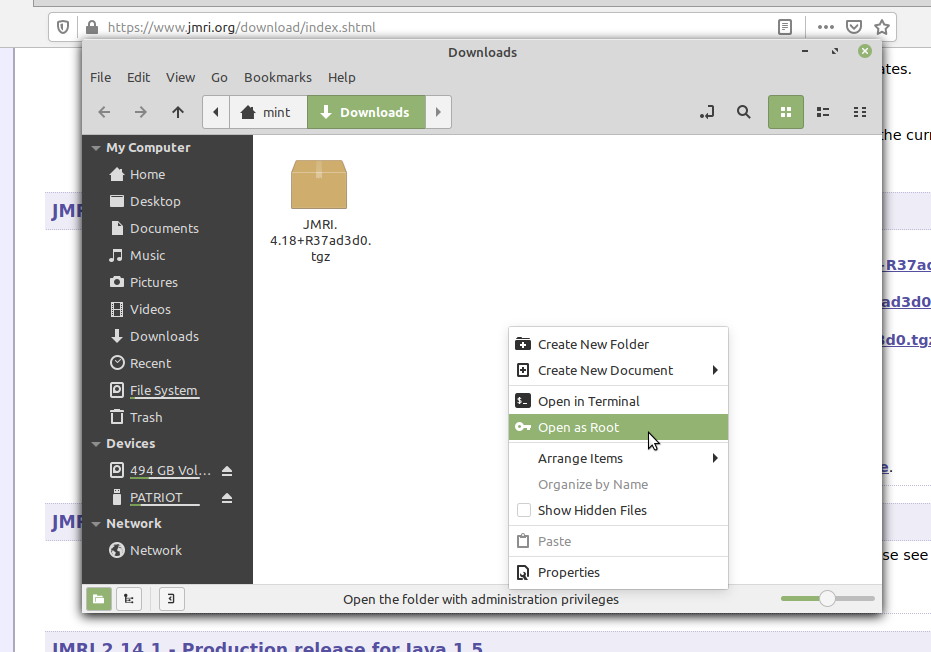 https://www.jmri.org/download/index.shtml
Downloads
File Edit View Go Bookmarks Help
mint Downloads
My Computer
Home
Desktop
Documents
Music
Pictures
Videos
Downloads
Recent
File System
Trash
Devices
494 GB Vol...
PATRIOT
Network
Network
JMRI.
4.18+R37ad3d0.
tgz
Create New Folder
Create New Document
Open in Terminal
Open as Root
Arrange Items
Organize by Name
Show Hidden Files
Paste
Properties
Open the folder with administration privileges
ates.
the curr
JMR
-R37ad
ad3d0
3d0.tgz
e.
JMR
se see
JMRI 2.14.1 - Production release for Java 1.5